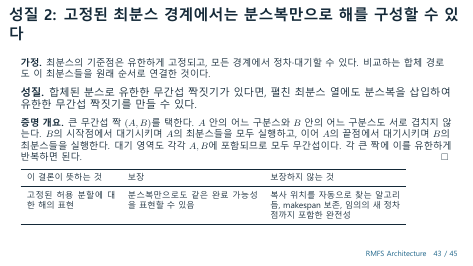 성질 2: 고정된 최분스 경계에서는 분스복만으로 해를 구성할 수 있
다
가정. 최분스의 기준점은 유한하게 고정되고, 모든 경계에서 정차·대기할 수 있다. 비교하는 합체 경로
도 이 최분스들을 원래 순서로 연결한 것이다.
성질. 합체된 분스로 유한한 무간섭 짝짓기가 있다면, 펼친 최분스 열에도 분스복을 삽입하여
유한한 무간섭 짝짓기를 만들 수 있다.
증명 개요. 큰 무간섭 짝 (A, B)를 택한다. A 안의 어느 구분스와 B 안의 어느 구분스도 서로 겹치지 않
는다. B의 시작점에서 대기시키며 A의 최분스들을 모두 실행하고, 이어 A의 끝점에서 대기시키며 B의
최분스들을 실행한다. 대기 영역도 각각 A, B에 포함되므로 모두 무간섭이다. 각 큰 짝에 이를 유한하게
반복하면 된다. □
이 결론이 뜻하는 것 보장 보장하지 않는 것
고정된 허용 분할에 대 분스복만으로도 같은 완료 가능성 복사 위치를 자동으로 찾는 알고리
한 해의 표현 을 표현할 수 있음 듬, makespan 보존, 임의의 새 정차
점까지 포함한 완전성
RMFS Architecture 43 / 45